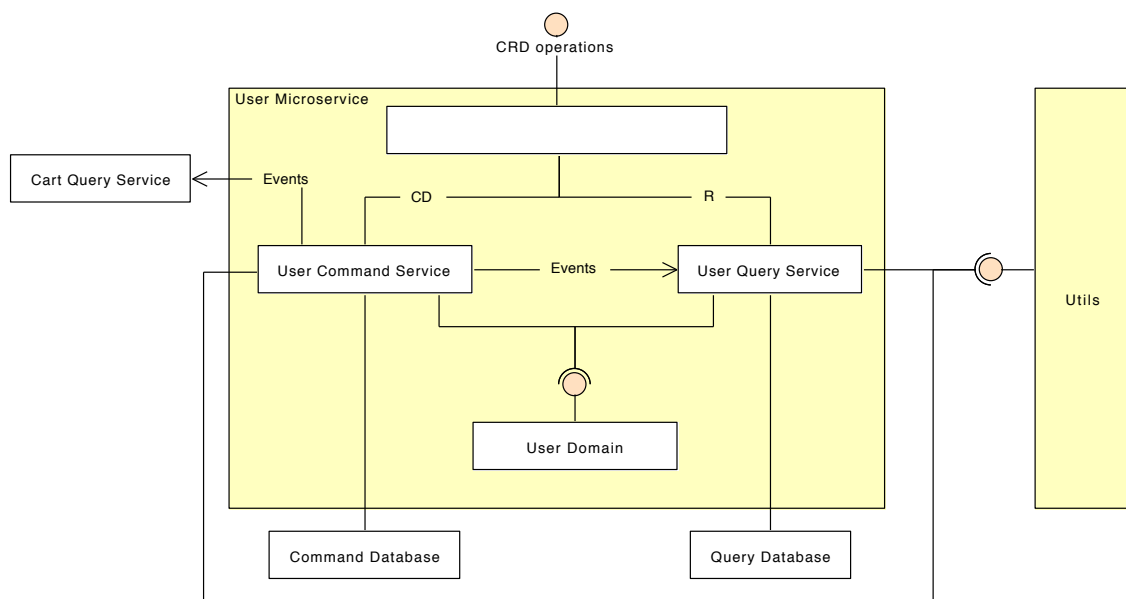 CRD operations
User Microservice
Cart Query Service
Events
CD
R
User Command Service
Events
User Query Service
Utils
User Domain
Command Database
Query Database